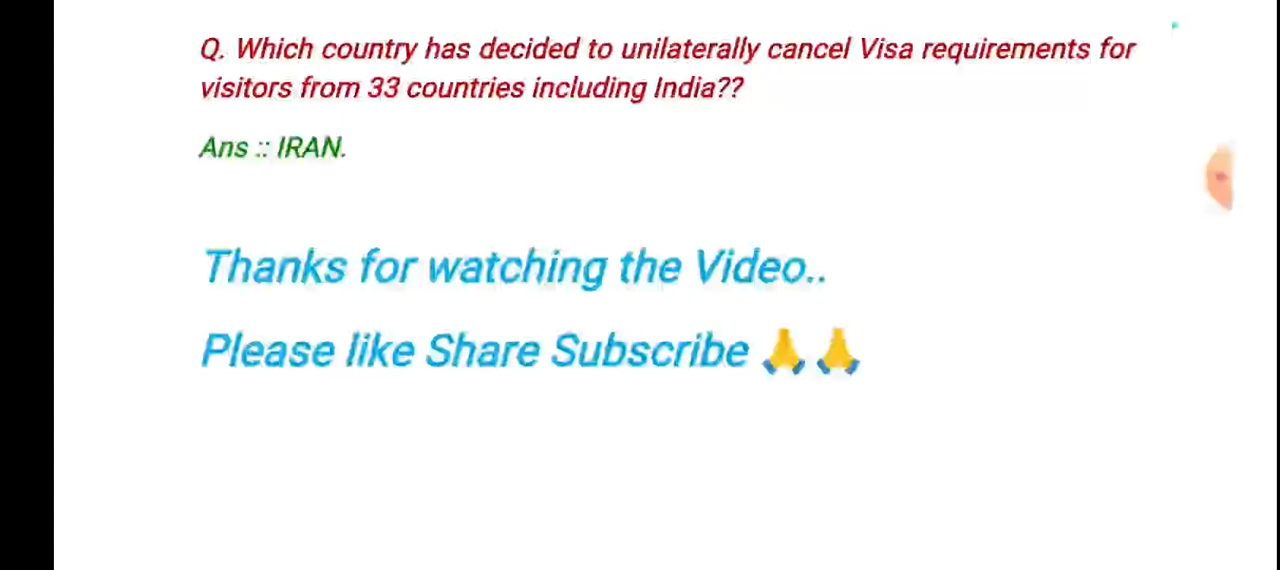 Q. Which country has decided to unilaterally cancel Visa requirements for
visitors from 33 countries including India??
Ans :: IRAN.
Thanks for watching the Video..
Please like Share Subscribe 🙏🙏